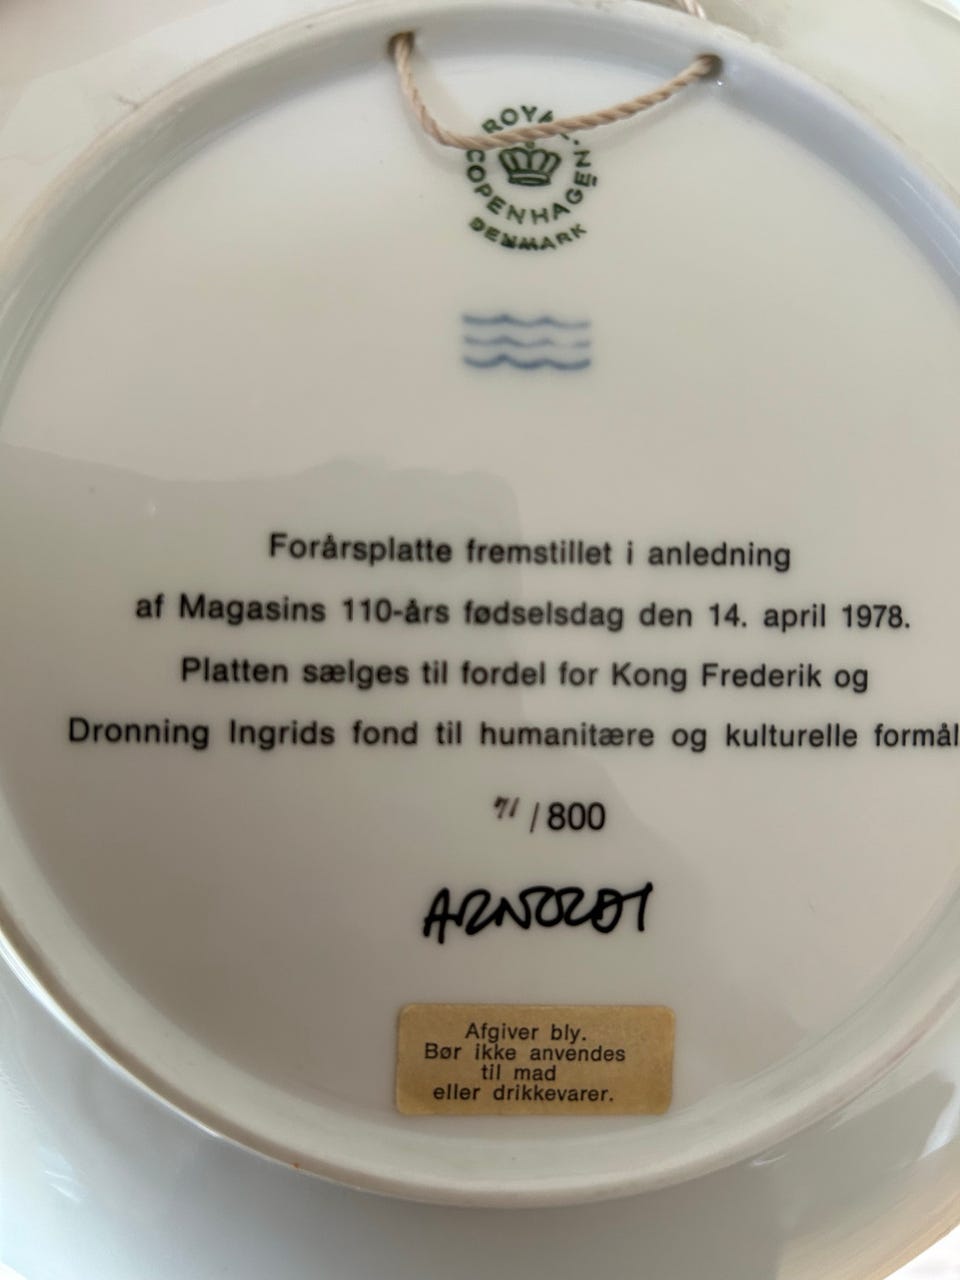 ROYAL
COPENHAGEN
DENMARK
Forårsplatte fremstillet i anledning
af Magasins 110-års fødselsdag den 14. april 1978.
Platten sælges til fordel for Kong Frederik og
Dronning Ingrids fond til humanitære og kulturelle formål
71/800
Afgiver bly.
Bør ikke anvendes
til mad
eller drikkevarer.